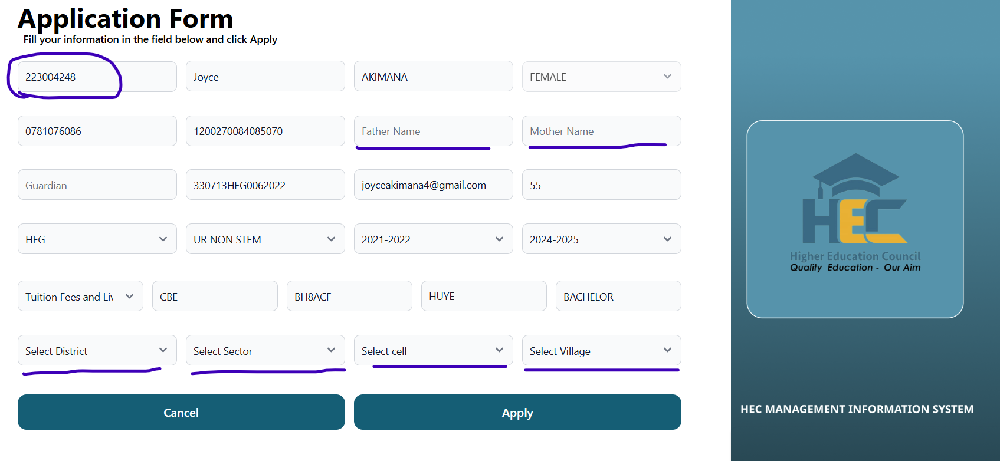 Application Form
Fill your information in the field below and click Apply
223004248 Joyce AKIMANA FEMALE
0781076086 1200270084085070 Father Name Mother Name
Guardian 330713HEG0062022 joyceakimana4@gmail.com 55
HEG UR NON STEM 2021-2022 2024-2025
Tuition Fees and Liv CBE BH8ACF HUYE BACHELOR
Select District Select Sector Select cell Select Village
Cancel Apply
HEC
Higher Education Council
Quality Education - Our Aim
HEC MANAGEMENT INFORMATION SYSTEM